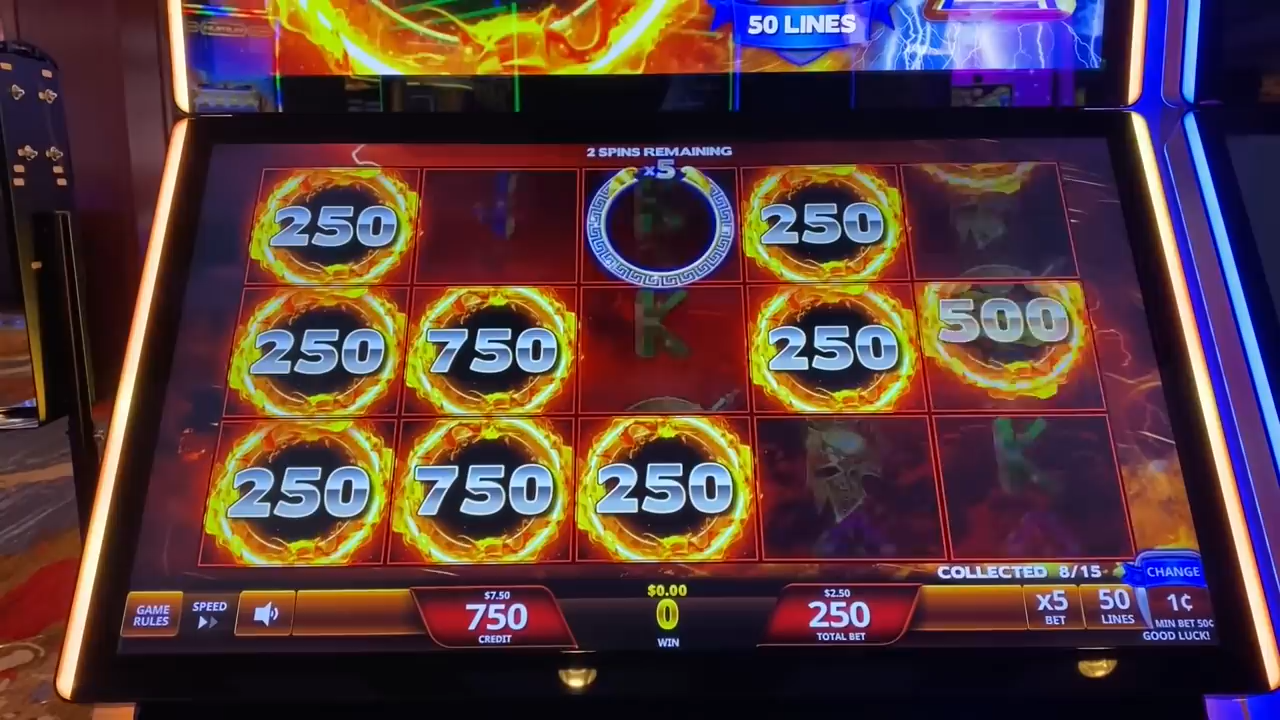 50 LINES
2 SPINS REMAINING
x5
250
250
K
250
750
250
500
K
250
750
250
K
COLLECTED 8/15
CHANGE
GAME RULES
SPEED
$7.50
750
CREDIT
$0.00
0
WIN
$2.50
250
TOTAL BET
x5
BET
50
LINES
1¢
MIN BET 50¢
GOOD LUCK!